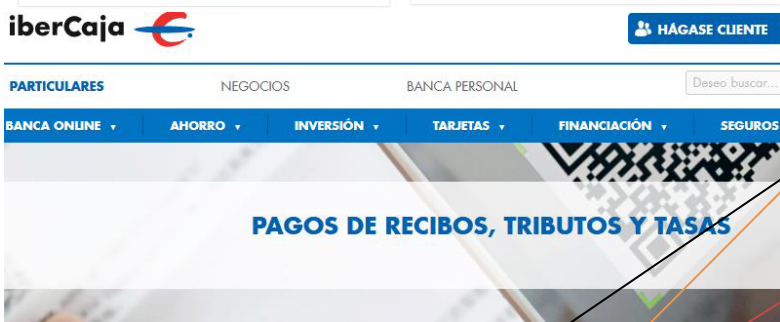 iberCaja
HÁGASE CLIENTE
PARTICULARES NEGOCIOS BANCA PERSONAL Deseo buscar...
BANCA ONLINE AHORRO INVERSIÓN TARJETAS FINANCIACIÓN SEGUROS
PAGOS DE RECIBOS, TRIBUTOS Y TASAS